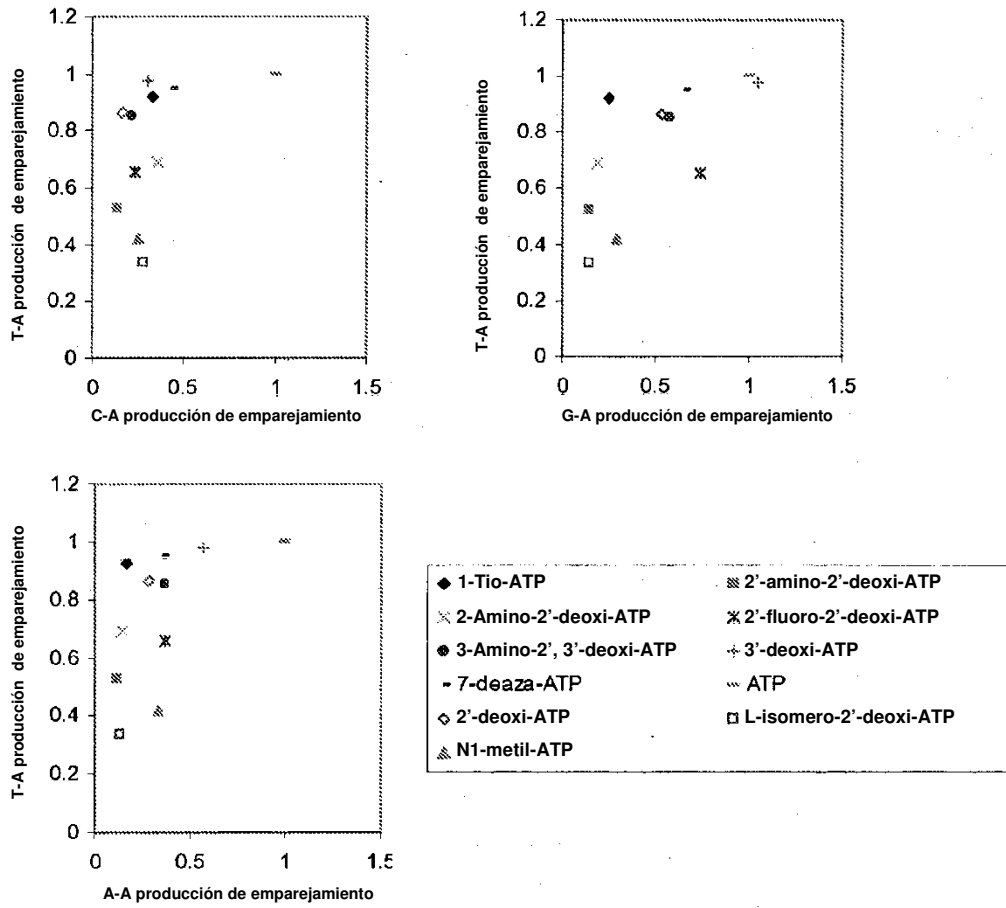 T-A producción de emparejamiento
1.2
1
0.8
0.6
0.4
0.2
0
0
0.5
1
1.5
C-A producción de emparejamiento
T-A producción de emparejamiento
1.2
1
0.8
0.6
0.4
0.2
0
0
0.5
1
1.5
G-A producción de emparejamiento
T-A producción de emparejamiento
1.2
1
0.8
0.6
0.4
0.2
0
0
0.5
1
1.5
A-A producción de emparejamiento
1-Tio-ATP
2'-amino-2'-deoxi-ATP
2-Amino-2'-deoxi-ATP
2'-fluoro-2'-deoxi-ATP
3-Amino-2', 3'-deoxi-ATP
3'-deoxi-ATP
7-deaza-ATP
ATP
2'-deoxi-ATP
L-isomero-2'-deoxi-ATP
N1-metil-ATP